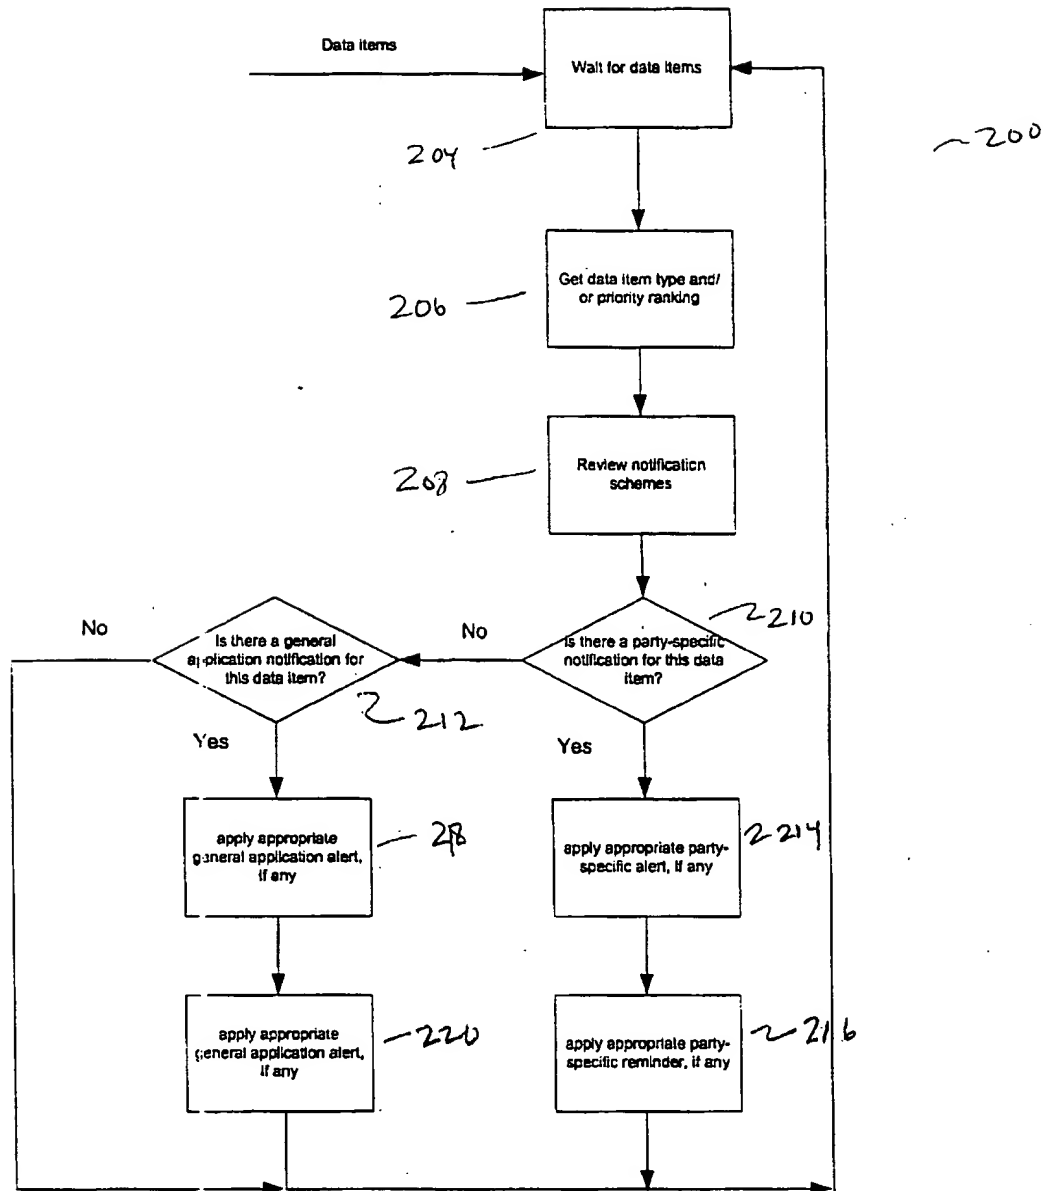 Data items
Wait for data items
204
200
Get data item type and/
or priority ranking
206
Review notification
schemes
208
210
Is there a party-specific
notification for this data
item?
No
Is there a general
application notification for
this data item?
No
212
Yes
Yes
apply appropriate
general application alert,
if any
218
apply appropriate party-
specific alert, if any
214
apply appropriate
general application alert,
if any
220
apply appropriate party-
specific reminder, if any
216